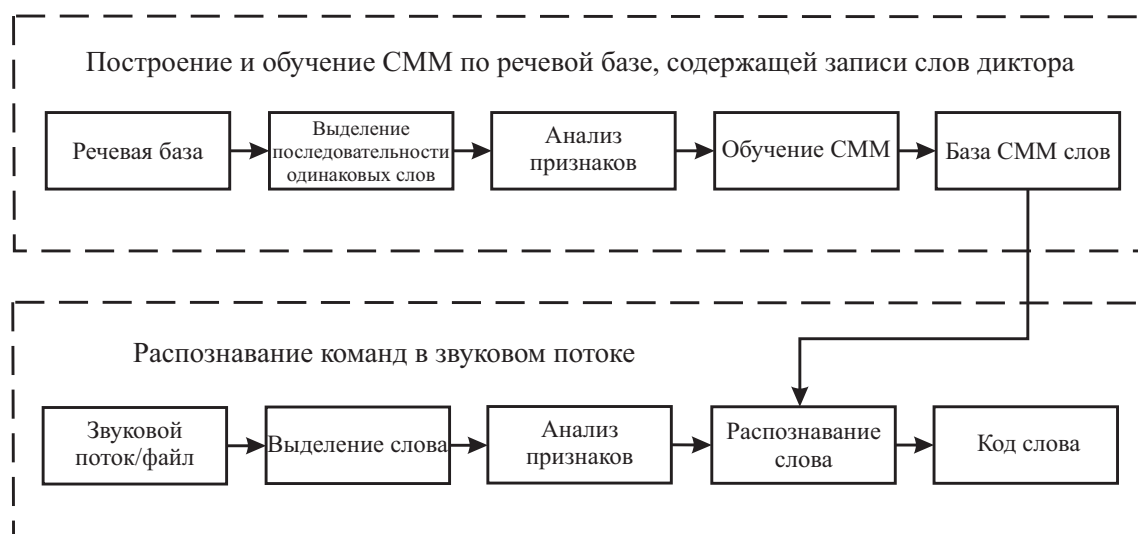 Построение и обучение СММ по речевой базе, содержащей записи слов диктора
Речевая база
Выделение
последовательности
одинаковых слов
Анализ
признаков
Обучение СММ
База СММ слов
Распознавание команд в звуковом потоке
Звуковой
поток/файл
Выделение слова
Анализ
признаков
Распознавание
слова
Код слова